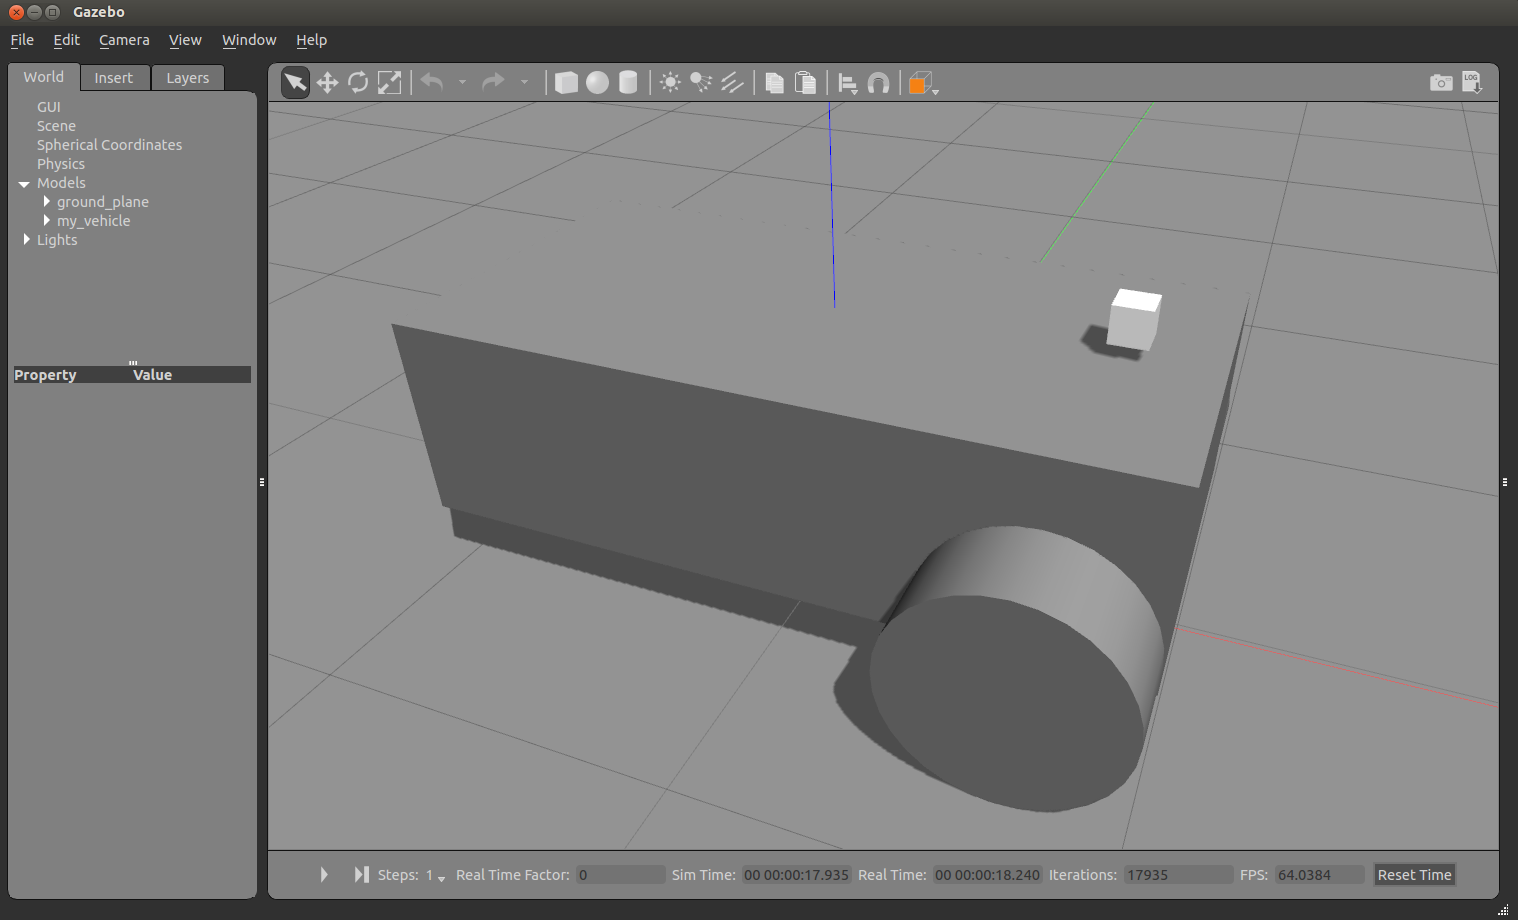 Gazebo
File Edit Camera View Window Help
World Insert Layers
GUI
Scene
Spherical Coordinates
Physics
Models
ground_plane
my_vehicle
Lights
Property Value
LOG
Steps: 1 Real Time Factor: 0 Sim Time: 00 00:00:17.935 Real Time: 00 00:00:18.240 Iterations: 17935 FPS: 64.0384 Reset Time